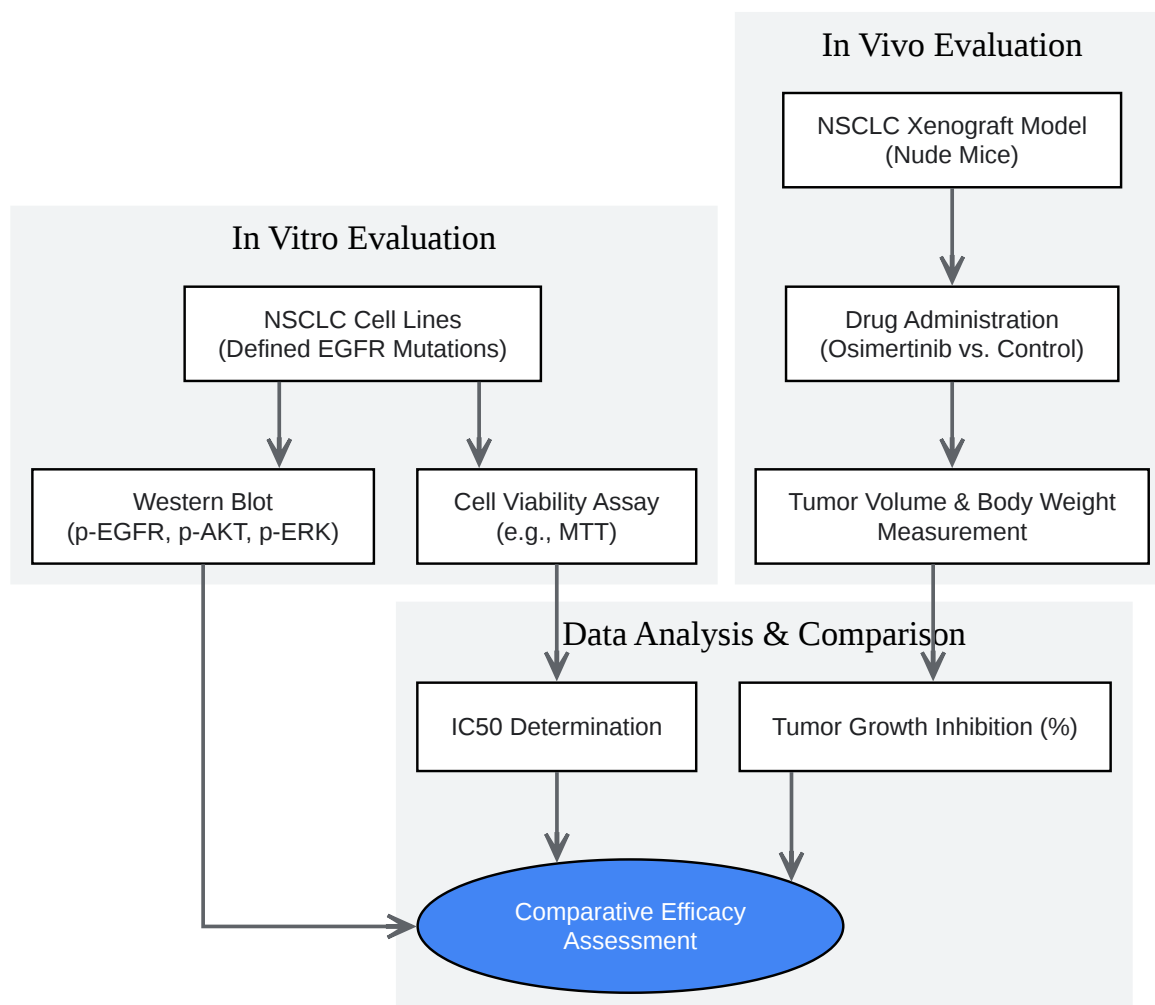 In Vivo Evaluation
NSCLC Xenograft Model
(Nude Mice)
Drug Administration
(Osimertinib vs. Control)
Tumor Volume & Body Weight
Measurement
In Vitro Evaluation
NSCLC Cell Lines
(Defined EGFR Mutations)
Western Blot
(p-EGFR, p-AKT, p-ERK)
Cell Viability Assay
(e.g., MTT)
Data Analysis & Comparison
IC50 Determination
Tumor Growth Inhibition (%)
Comparative Efficacy
Assessment